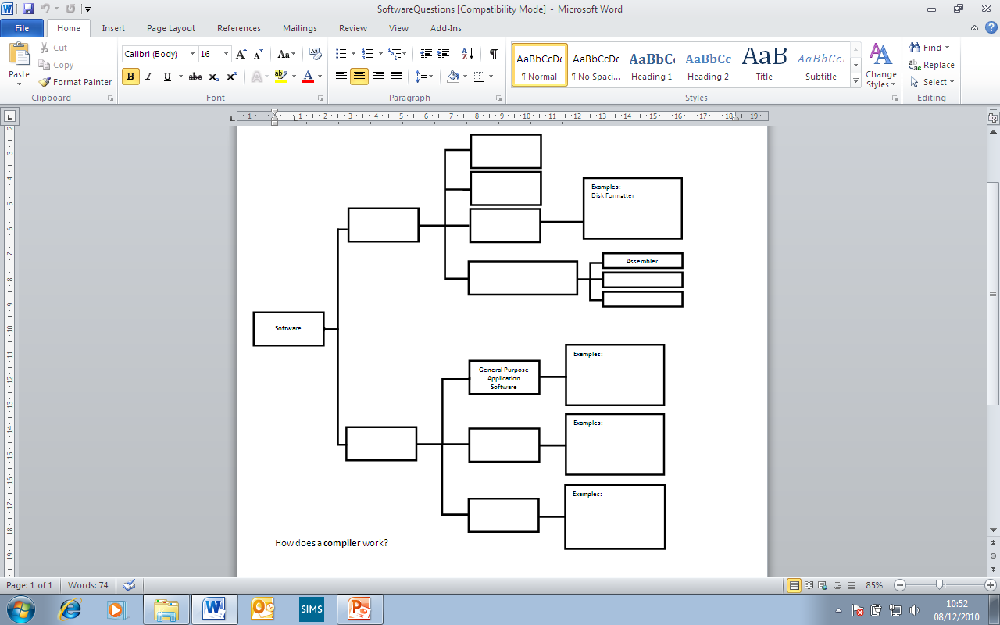 SoftwareQuestions [Compatibility Mode] - Microsoft Word
File Home Insert Page Layout References Mailings Review View Add-Ins
Paste
Cut
Copy
Format Painter
Calibri (Body) 16
AaBbCcDc
¶ Normal
AaBbCcDc
¶ No Spaci...
AaBbCc
Heading 1
AaBbCc
Heading 2
Title
AaBbCc.
Subtitle
Change
Styles
Find
Replace
Select
Clipboard Font Paragraph Styles Editing
Examples:
Disk Formatter
Assembler
Software
General Purpose
Application
Software
Examples:
Examples:
Examples:
How does a compiler work?
Page: 1 of 1 Words: 74 85%
SIMS
10:52
08/12/2010